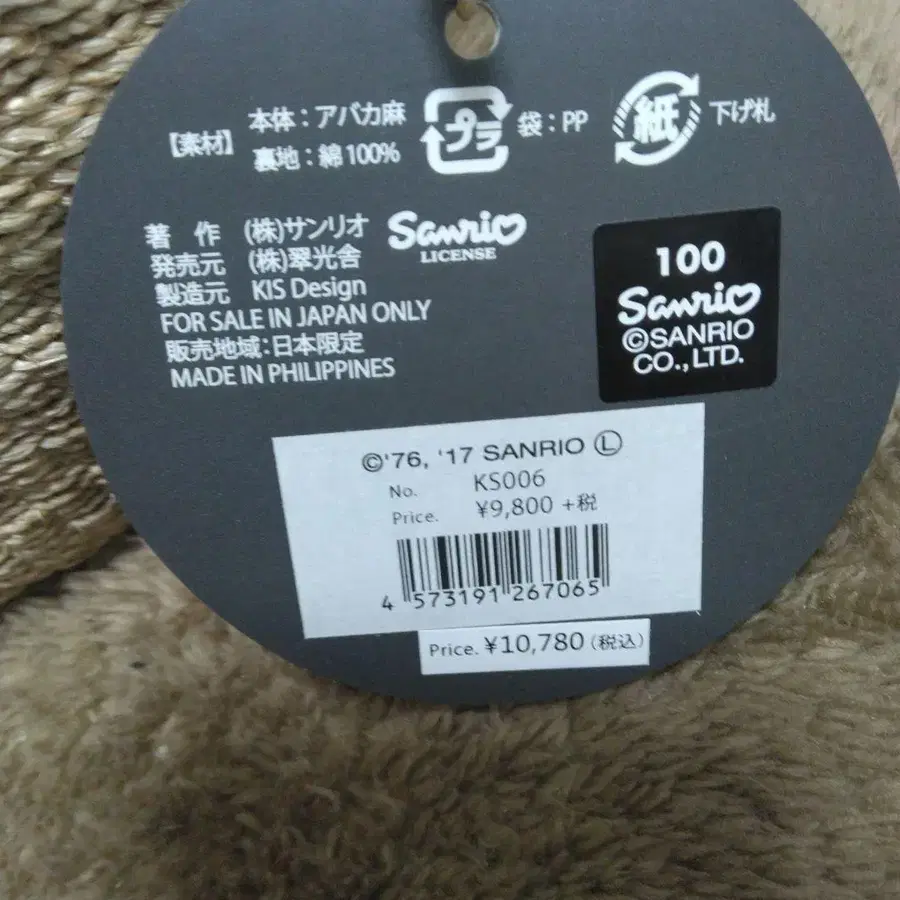 【素材】
本体：アバカ麻
裏地：綿100%
プラ
袋：PP
紙
下げ札
著　作　(株)サンリオ
発売元　(株)翠光舎
製造元　KIS Design
Sanrio
LICENSE
FOR SALE IN JAPAN ONLY
販売地域：日本限定
MADE IN PHILIPPINES
100
Sanrio
©SANRIO
CO.,LTD.
©'76, '17 SANRIO Ⓛ
No.　KS006
Price.　¥9,800 +税
4 573191 267065
Price. ¥10,780 (税込)